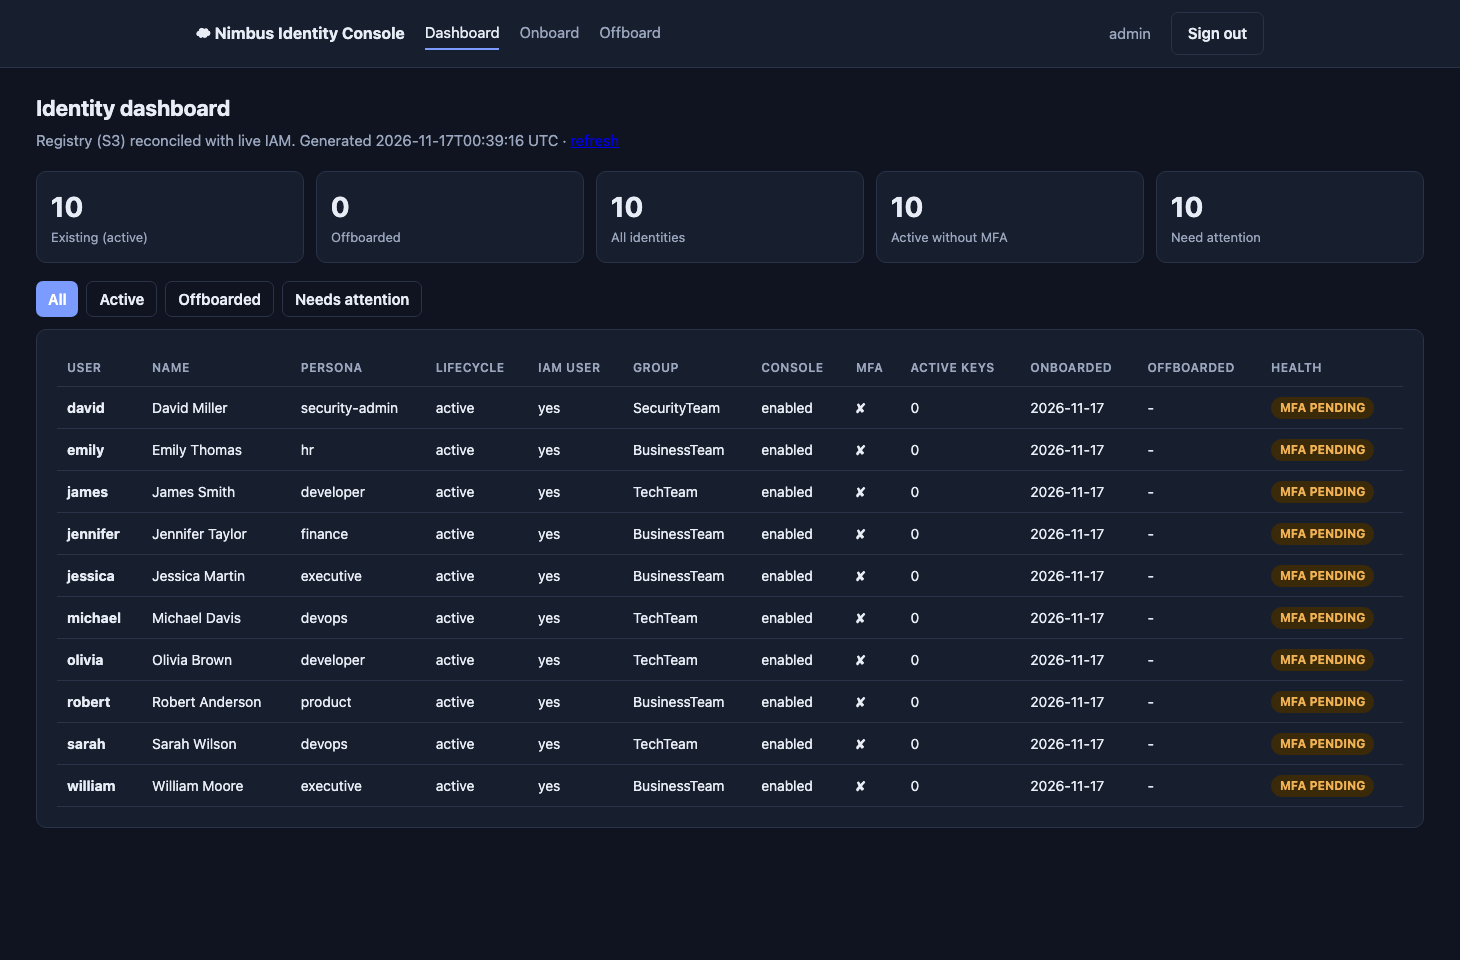 Nimbus Identity Console Dashboard Onboard Offboard admin Sign out
Identity dashboard
Registry (S3) reconciled with live IAM. Generated 2026-11-17T00:39:16 UTC · refresh
10 0 10 10 10
Existing (active) Offboarded All identities Active without MFA Need attention
All Active Offboarded Needs attention
USER NAME PERSONA LIFECYCLE IAM USER GROUP CONSOLE MFA ACTIVE KEYS ONBOARDED OFFBOARDED HEALTH
david David Miller security-admin active yes SecurityTeam enabled ✘ 0 2026-11-17 - MFA PENDING
emily Emily Thomas hr active yes BusinessTeam enabled ✘ 0 2026-11-17 - MFA PENDING
james James Smith developer active yes TechTeam enabled ✘ 0 2026-11-17 - MFA PENDING
jennifer Jennifer Taylor finance active yes BusinessTeam enabled ✘ 0 2026-11-17 - MFA PENDING
jessica Jessica Martin executive active yes BusinessTeam enabled ✘ 0 2026-11-17 - MFA PENDING
michael Michael Davis devops active yes TechTeam enabled ✘ 0 2026-11-17 - MFA PENDING
olivia Olivia Brown developer active yes TechTeam enabled ✘ 0 2026-11-17 - MFA PENDING
robert Robert Anderson product active yes BusinessTeam enabled ✘ 0 2026-11-17 - MFA PENDING
sarah Sarah Wilson devops active yes TechTeam enabled ✘ 0 2026-11-17 - MFA PENDING
william William Moore executive active yes BusinessTeam enabled ✘ 0 2026-11-17 - MFA PENDING